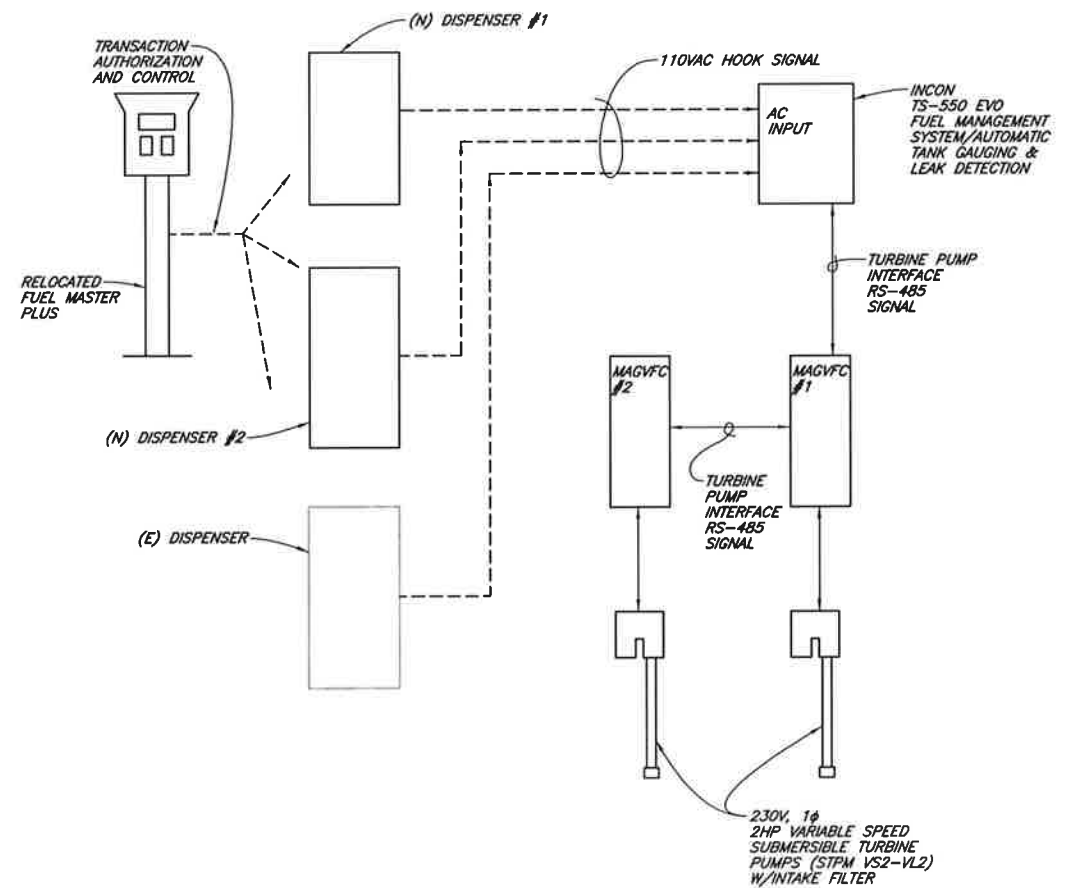 (N) DISPENSER #1
TRANSACTION
AUTHORIZATION
AND CONTROL
110VAC HOOK SIGNAL
AC
INPUT
INCON
TS-550 EVO
FUEL MANAGEMENT
SYSTEM/AUTOMATIC
TANK GAUGING &
LEAK DETECTION
RELOCATED
FUEL MASTER
PLUS
TURBINE PUMP
INTERFACE
RS-485
SIGNAL
MAGVFC
#2
MAGVFC
#1
(N) DISPENSER #2
TURBINE
PUMP
INTERFACE
RS-485
SIGNAL
(E) DISPENSER
230V, 1ϕ
2HP VARIABLE SPEED
SUBMERSIBLE TURBINE
PUMPS (STPM VS2-VL2)
W/INTAKE FILTER